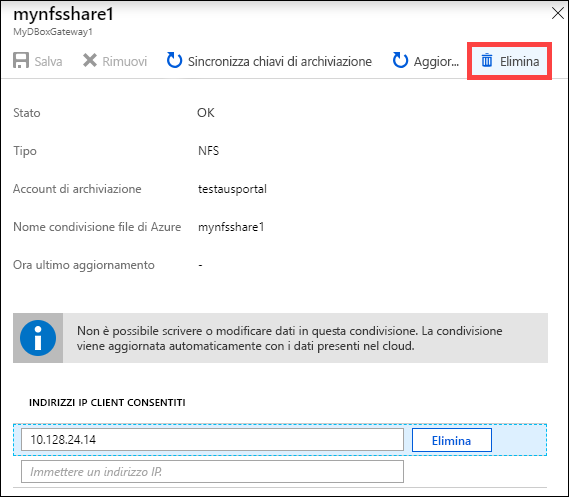 mynfsshare1
MyDBoxGateway1
Salva Rimuovi Sincronizza chiavi di archiviazione Aggior... Elimina
Stato OK
Tipo NFS
Account di archiviazione testausportal
Nome condivisione file di Azure mynfsshare1
Ora ultimo aggiornamento -
Non è possibile scrivere o modificare dati in questa condivisione. La condivisione
viene aggiornata automaticamente con i dati presenti nel cloud.
INDIRIZZI IP CLIENT CONSENTITI
10.128.24.14 Elimina
Immettere un indirizzo IP.